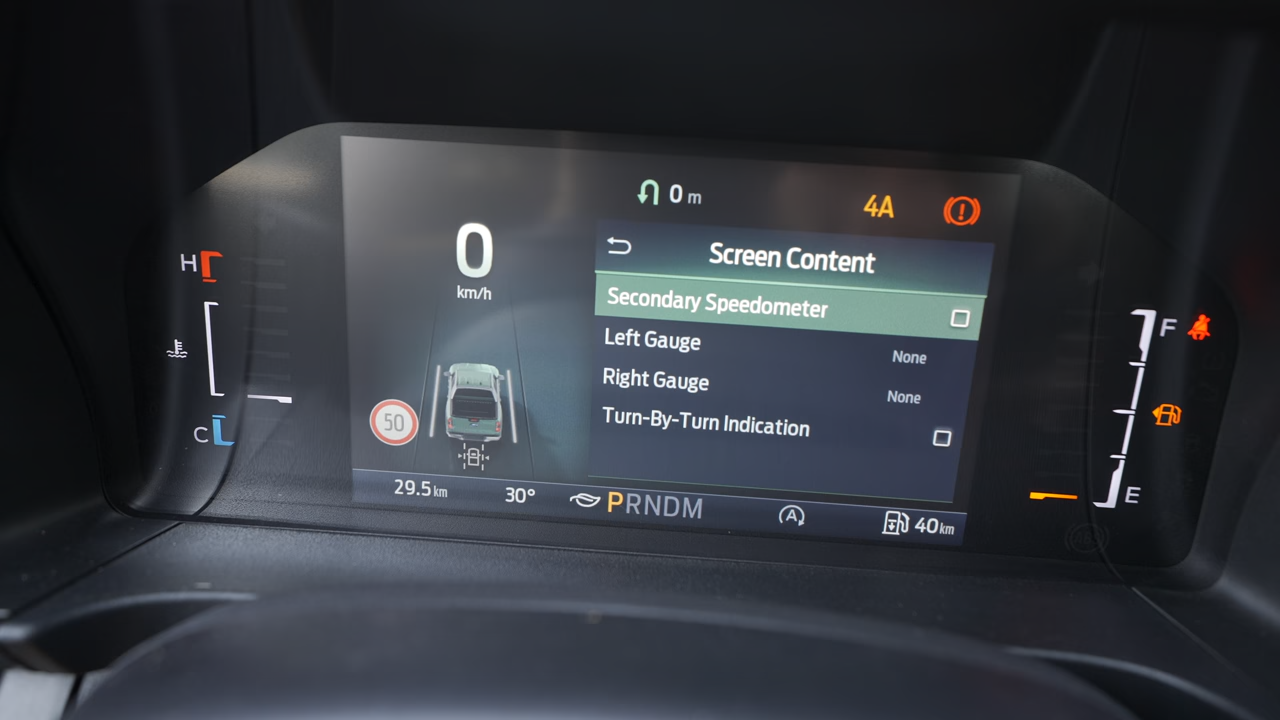 0 m
4A
0
km/h
Screen Content
Secondary Speedometer
Left Gauge None
Right Gauge None
Turn-By-Turn Indication
50
H
C
F
E
29.5 km 30° PRNDM A 40 km